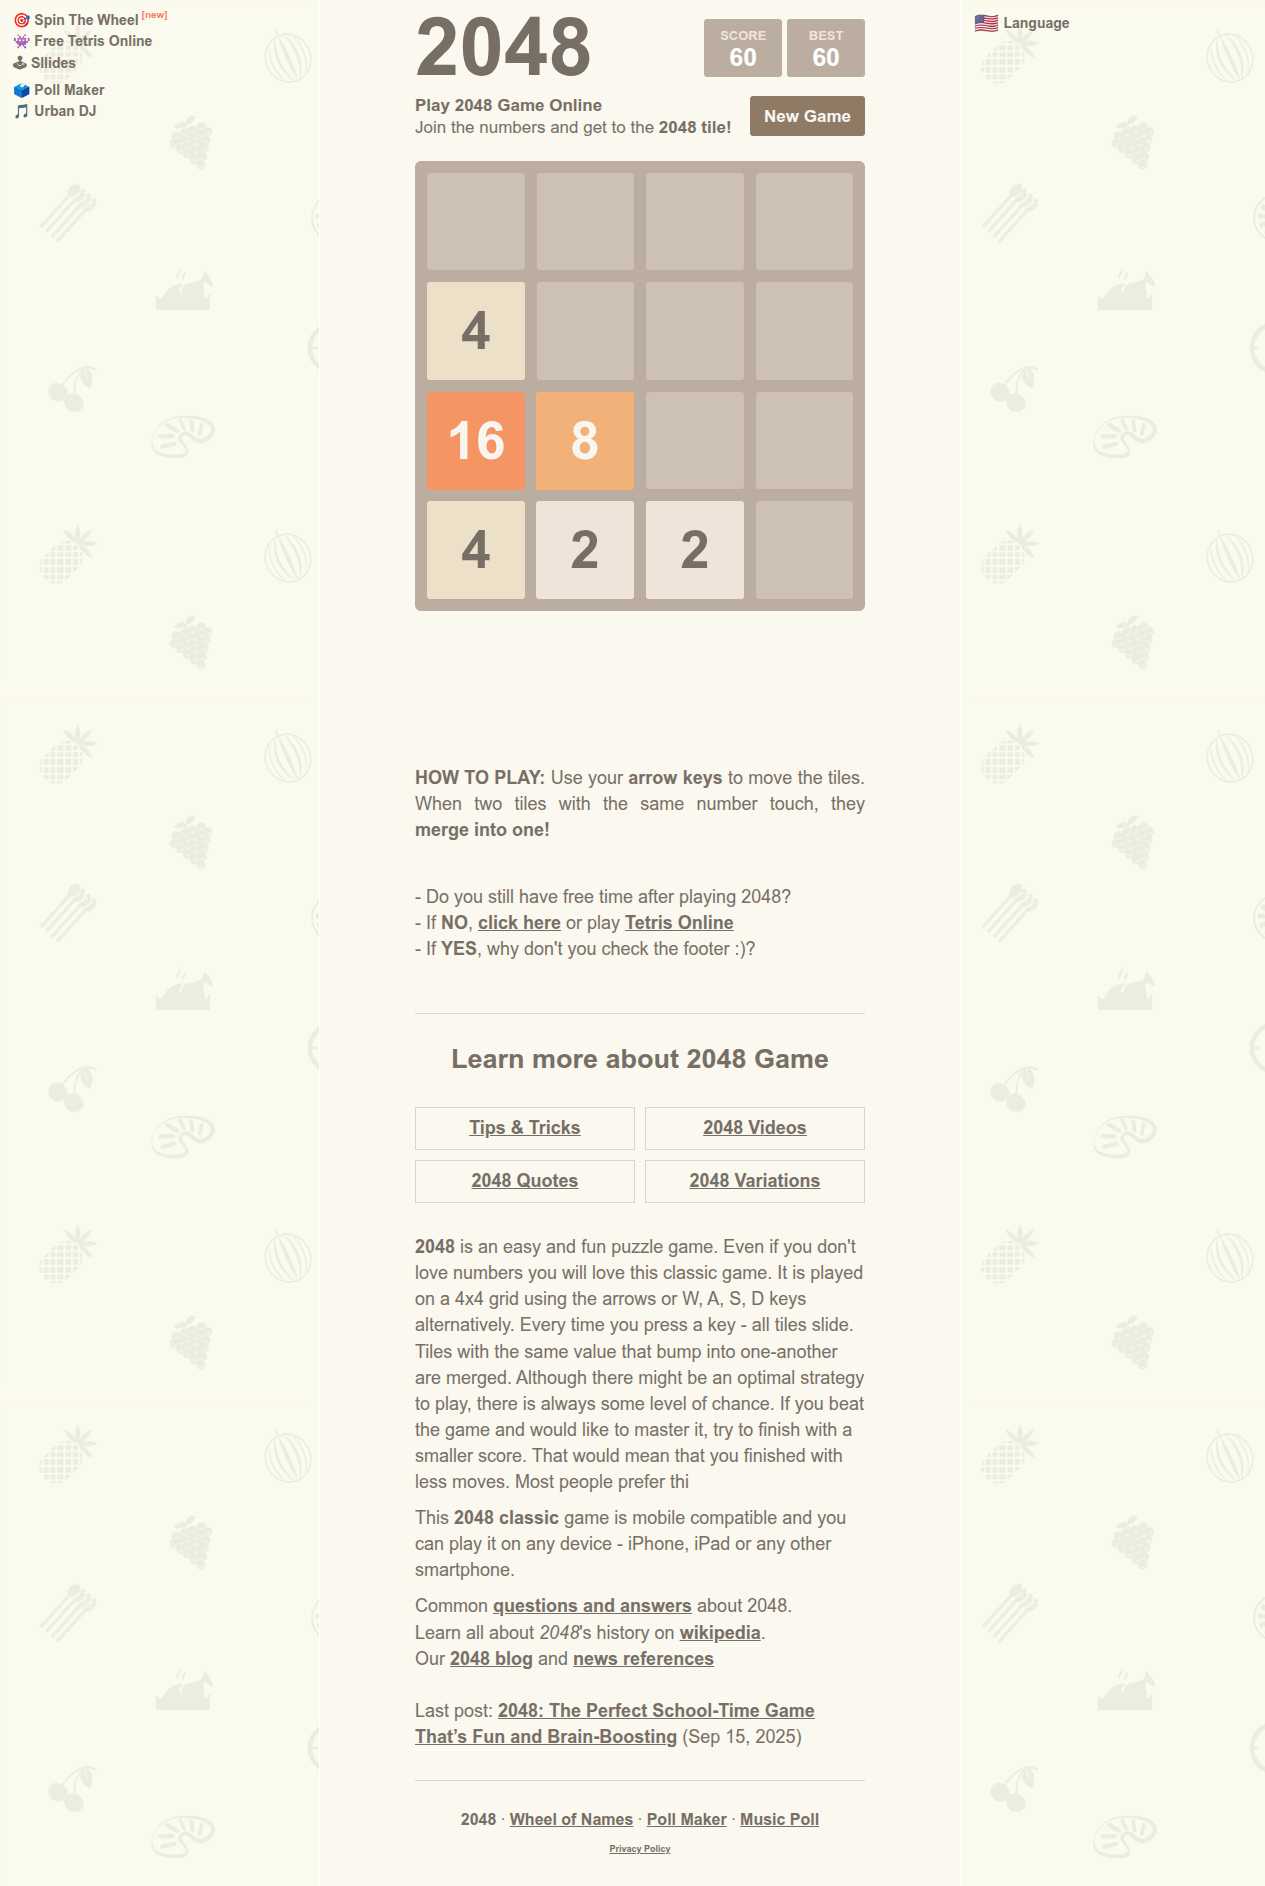 Spin The Wheel [new]
Free Tetris Online
Sllides
Poll Maker
Urban DJ
Language
2048
SCORE
60
BEST
60
Play 2048 Game Online
Join the numbers and get to the 2048 tile!
New Game
4
16 8
4 2 2
HOW TO PLAY: Use your arrow keys to move the tiles.
When two tiles with the same number touch, they
merge into one!
- Do you still have free time after playing 2048?
- If NO, click here or play Tetris Online
- If YES, why don't you check the footer :)?
Learn more about 2048 Game
Tips & Tricks
2048 Videos
2048 Quotes
2048 Variations
2048 is an easy and fun puzzle game. Even if you don't
love numbers you will love this classic game. It is played
on a 4x4 grid using the arrows or W, A, S, D keys
alternatively. Every time you press a key - all tiles slide.
Tiles with the same value that bump into one-another
are merged. Although there might be an optimal strategy
to play, there is always some level of chance. If you beat
the game and would like to master it, try to finish with a
smaller score. That would mean that you finished with
less moves. Most people prefer thi
This 2048 classic game is mobile compatible and you
can play it on any device - iPhone, iPad or any other
smartphone.
Common questions and answers about 2048.
Learn all about 2048's history on wikipedia.
Our 2048 blog and news references
Last post: 2048: The Perfect School-Time Game
That’s Fun and Brain-Boosting (Sep 15, 2025)
2048 · Wheel of Names · Poll Maker · Music Poll
Privacy Policy